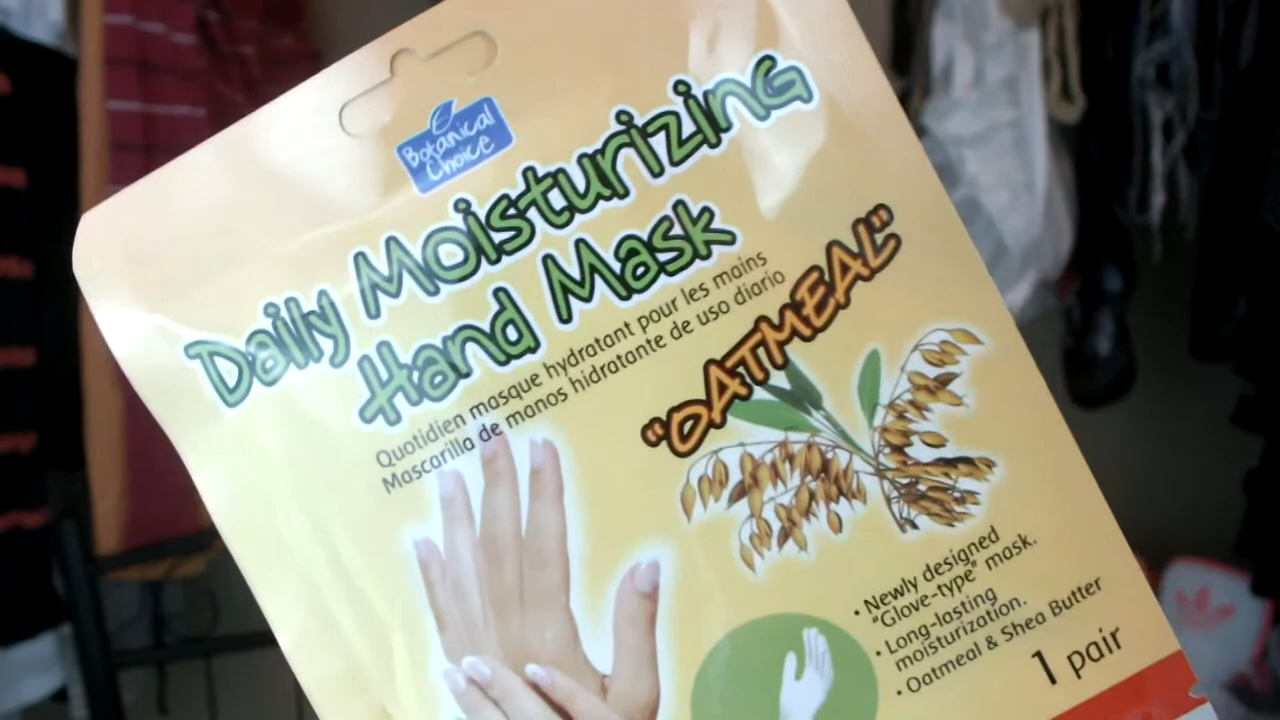 Botanical
Choice
Daily Moisturizing
Hand Mask
Quotidien masque hydratant pour les mains
Mascarilla de manos hidratante de uso diario
"OATMEAL"
• Newly designed
"Glove-type" mask.
• Long-lasting
moisturization.
• Oatmeal & Shea Butter
1 pair